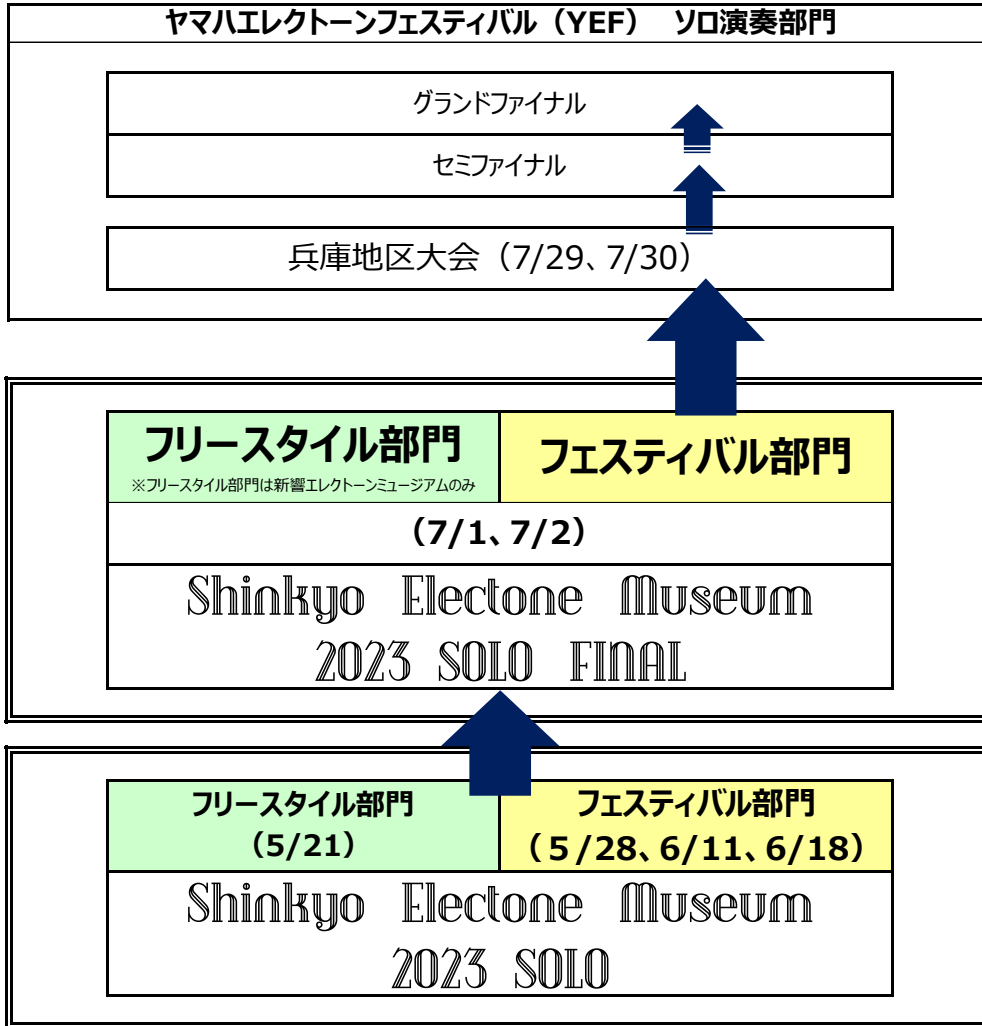 ヤマハエレクトーンフェスティバル（YEF）　ソロ演奏部門
グランドファイナル
セミファイナル
兵庫地区大会（7/29、7/30）
フリースタイル部門
※フリースタイル部門は新響エレクトーンミュージアムのみ
フェスティバル部門
（7/1、7/2）
Shinkyo Electone Museum
2023 SOLO FINAL
フリースタイル部門
（5/21）
フェスティバル部門
（５/28、6/11、6/18）
Shinkyo Electone Museum
2023 SOLO